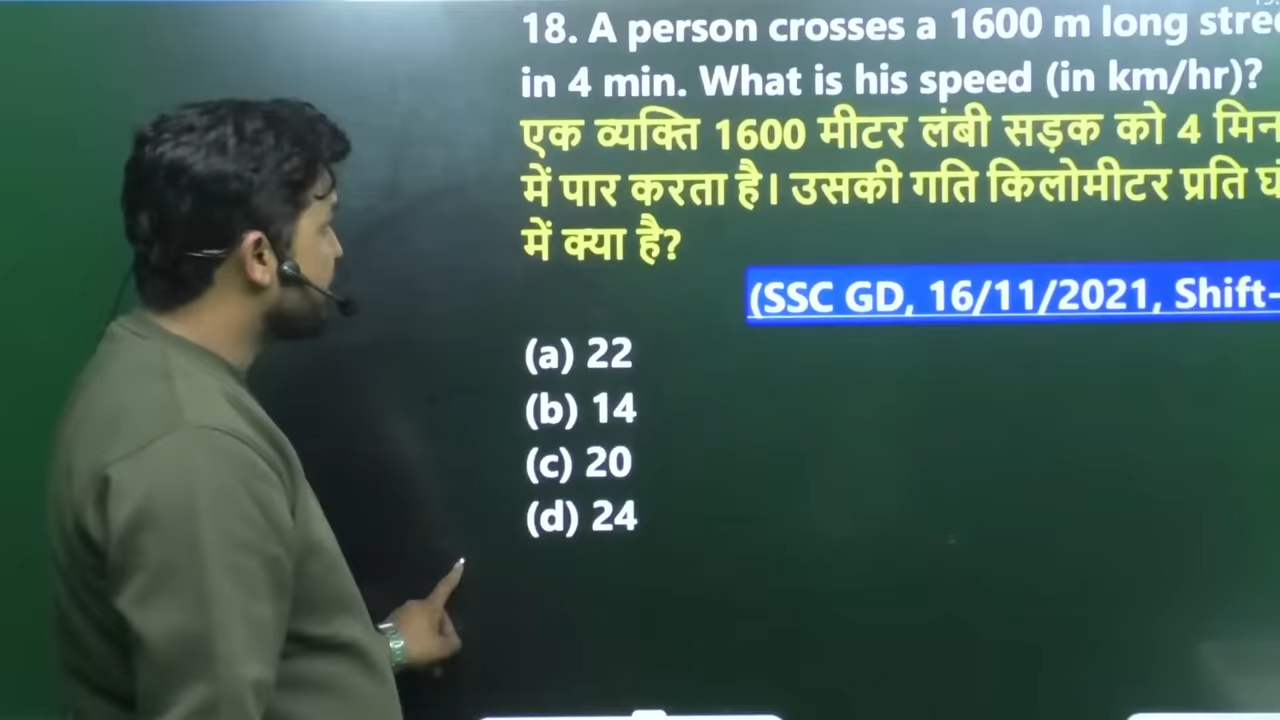 18. A person crosses a 1600 m long stree
in 4 min. What is his speed (in km/hr)?
एक व्यक्ति 1600 मीटर लंबी सड़क को 4 मिन
में पार करता है। उसकी गति किलोमीटर प्रति घं
में क्या है?
(SSC GD, 16/11/2021, Shift-
(a) 22
(b) 14
(c) 20
(d) 24